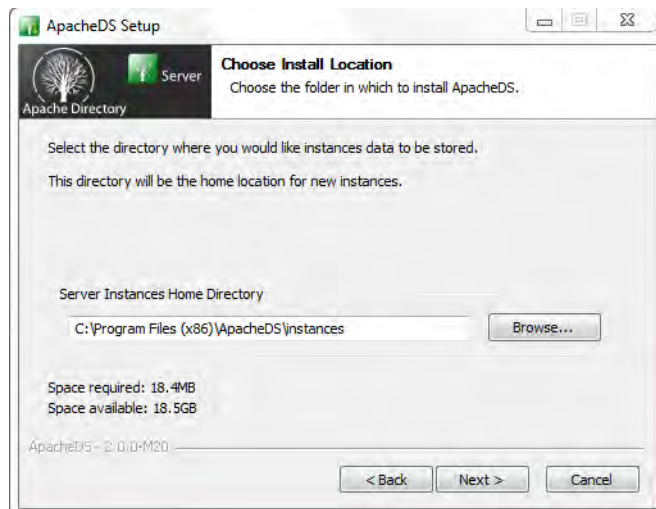 ApacheDS Setup
Server
Apache Directory
Choose Install Location
Choose the folder in which to install ApacheDS.
Select the directory where you would like instances data to be stored.
This directory will be the home location for new instances.
Server Instances Home Directory
C:\Program Files (x86)\ApacheDS\instances
Browse...
Space required: 18.4MB
Space available: 18.5GB
ApacheDS - 2.0.0-M20
< Back
Next >
Cancel